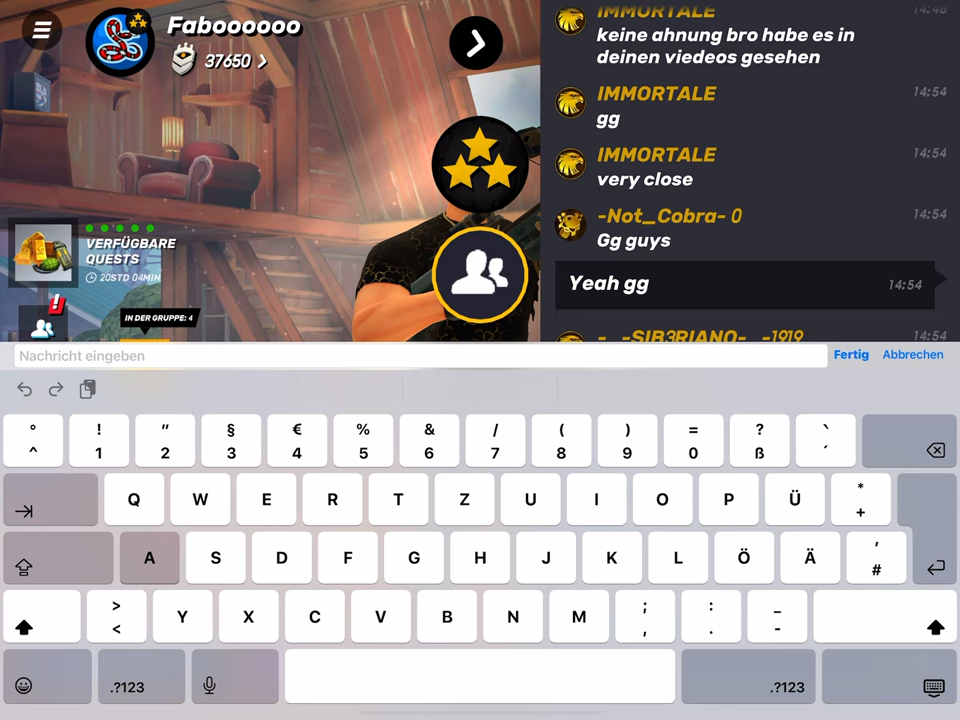 Faboooooo
37650
VERFÜGBARE
QUESTS
20STD 04MIN
!
IN DER GRUPPE: 4
IMMORTALE 14:46
keine ahnung bro habe es in
deinen viedeos gesehen
IMMORTALE 14:54
gg
IMMORTALE 14:54
very close
-Not_Cobra- 0 14:54
Gg guys
Yeah gg 14:54
-_-SIB3RIANO-_-1919 14:54
Nachricht eingeben Fertig Abbrechen
° ! " § € % & / ( ) = ? `
^ 1 2 3 4 5 6 7 8 9 0 ß ´
Q W E R T Z U I O P Ü * +
A S D F G H J K L Ö Ä ' #
> < Y X C V B N M ; , : . _ -
.?123 .?123